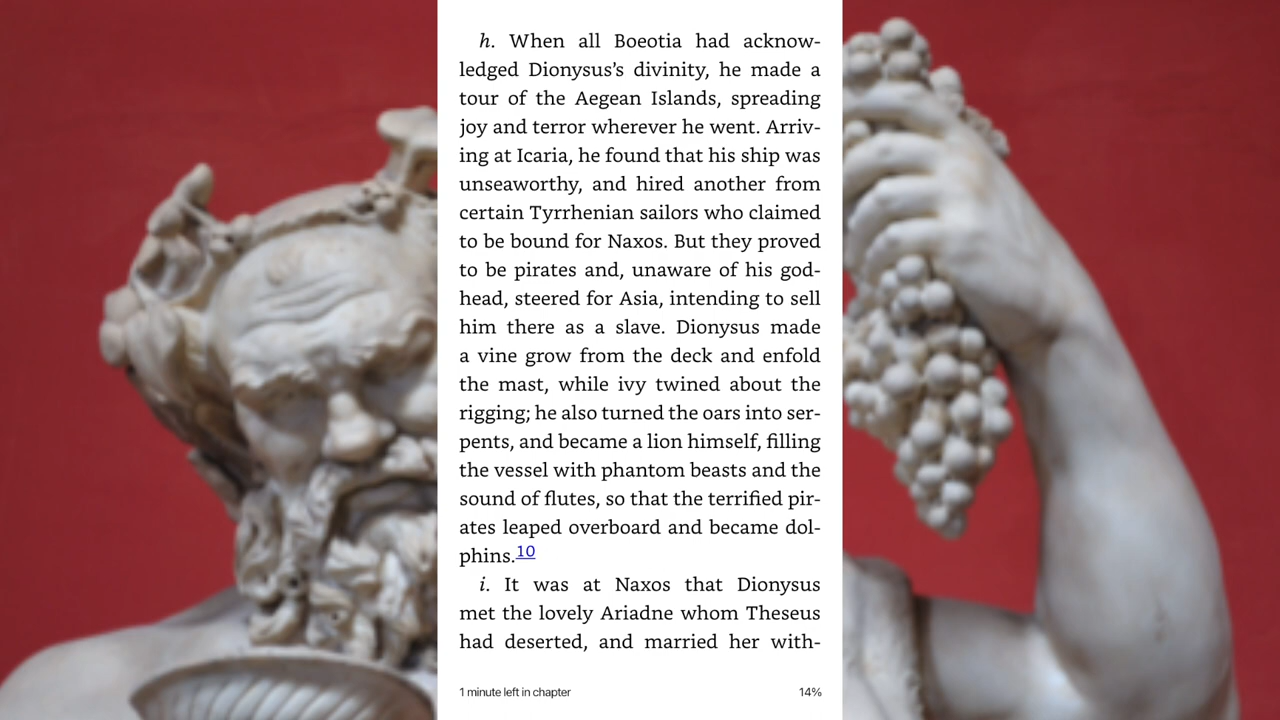 h. When all Boeotia had acknow-
ledged Dionysus’s divinity, he made a
tour of the Aegean Islands, spreading
joy and terror wherever he went. Arriv-
ing at Icaria, he found that his ship was
unseaworthy, and hired another from
certain Tyrrhenian sailors who claimed
to be bound for Naxos. But they proved
to be pirates and, unaware of his god-
head, steered for Asia, intending to sell
him there as a slave. Dionysus made
a vine grow from the deck and enfold
the mast, while ivy twined about the
rigging; he also turned the oars into ser-
pents, and became a lion himself, filling
the vessel with phantom beasts and the
sound of flutes, so that the terrified pir-
ates leaped overboard and became dol-
phins.10
i. It was at Naxos that Dionysus
met the lovely Ariadne whom Theseus
had deserted, and married her with-
1 minute left in chapter 14%